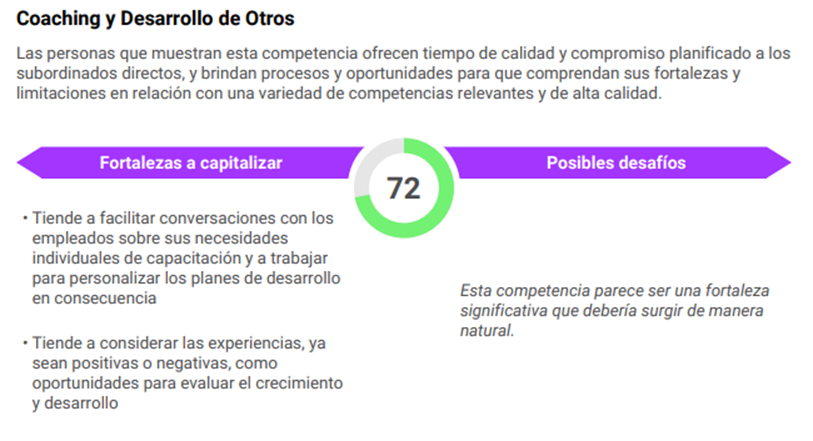 Coaching y Desarrollo de Otros
Las personas que muestran esta competencia ofrecen tiempo de calidad y compromiso planificado a los
subordinados directos, y brindan procesos y oportunidades para que comprendan sus fortalezas y
limitaciones en relación con una variedad de competencias relevantes y de alta calidad.
Fortalezas a capitalizar
72
Posibles desafíos
• Tiende a facilitar conversaciones con los
empleados sobre sus necesidades
individuales de capacitación y a trabajar
para personalizar los planes de desarrollo
en consecuencia
• Tiende a considerar las experiencias, ya
sean positivas o negativas, como
oportunidades para evaluar el crecimiento
y desarrollo
Esta competencia parece ser una fortaleza
significativa que debería surgir de manera
natural.